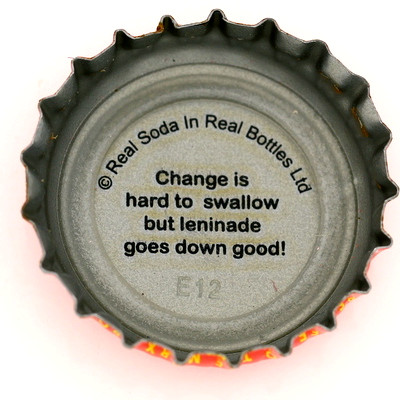 © Real Soda In Real Bottles Ltd
Change is
hard to swallow
but leninade
goes down good!
E12